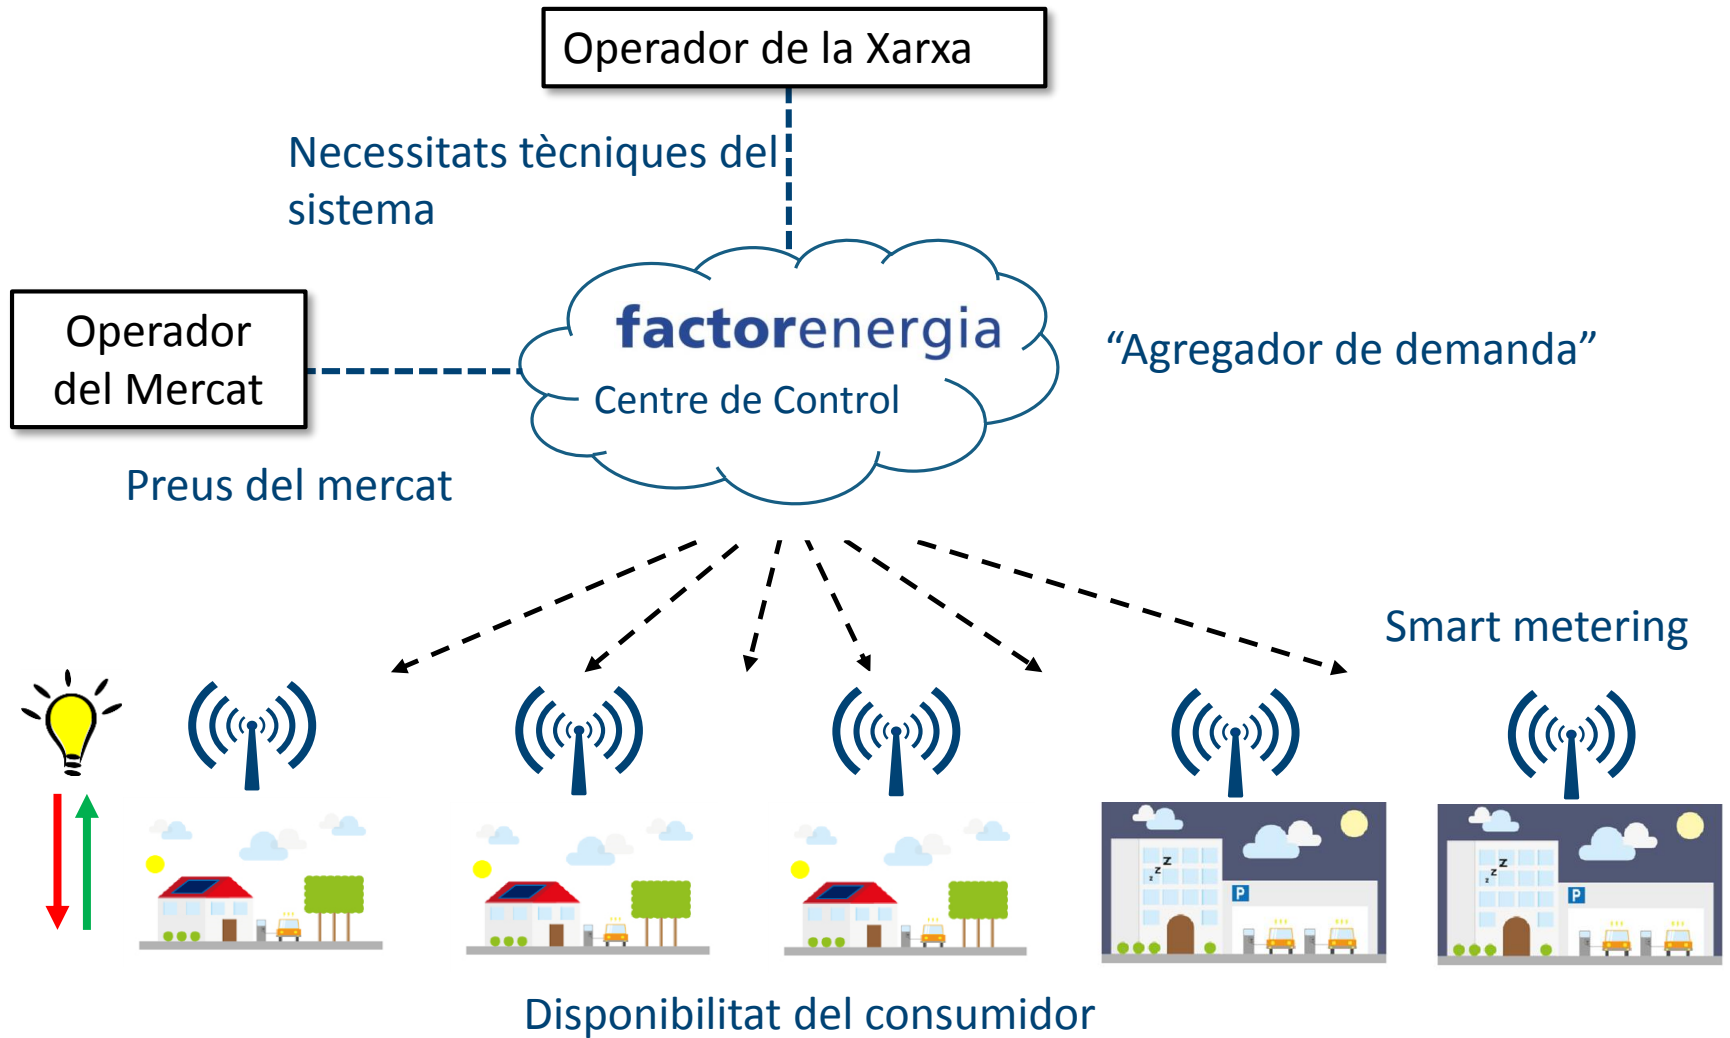 Operador de la Xarxa
Necessitats tècniques del
sistema
Operador
del Mercat
factorenergia
Centre de Control
“Agregador de demanda”
Preus del mercat
Smart metering
z
z
z
P
z
z
z
P
Disponibilitat del consumidor